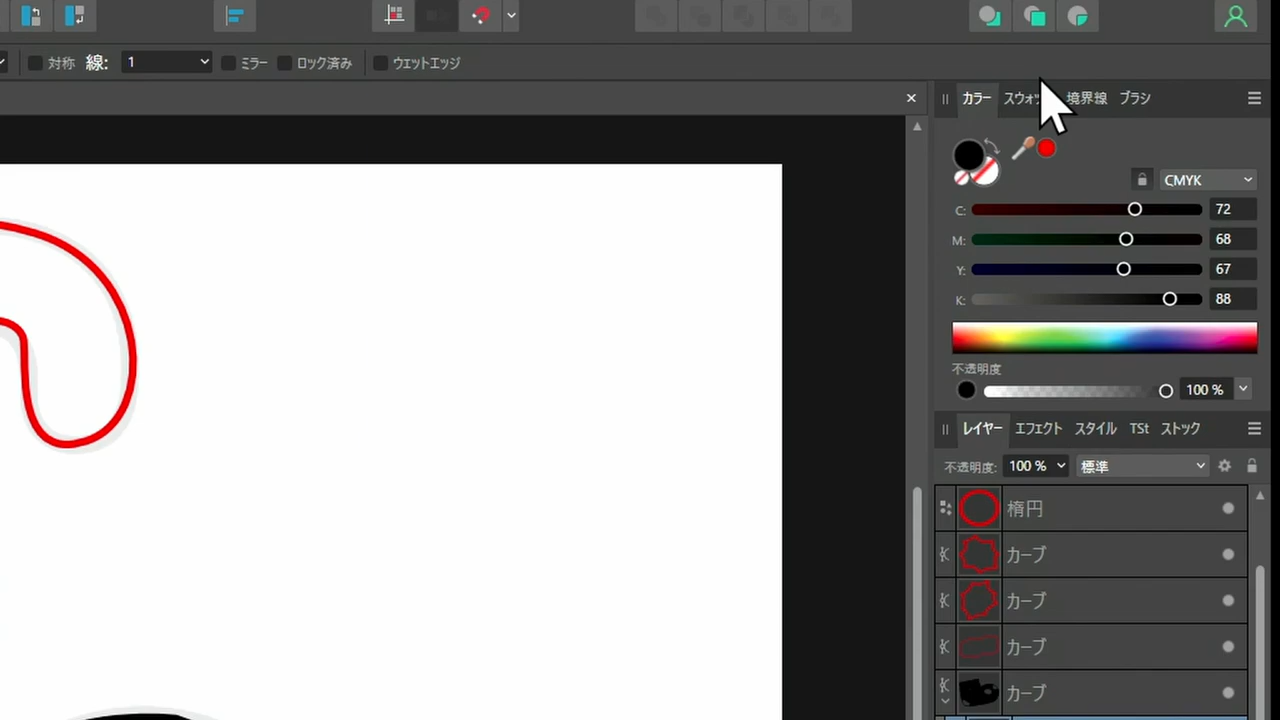 対称 線: 1 ミラー ロック済み ウェットエッジ
カラー 境界線 ブラシ
CMYK
C: 72
M: 68
Y: 67
K: 88
不透明度
100 %
レイヤー エフェクト スタイル TSt ストック
不透明度: 100 % 標準
楕円
カーブ
カーブ
カーブ
カーブ